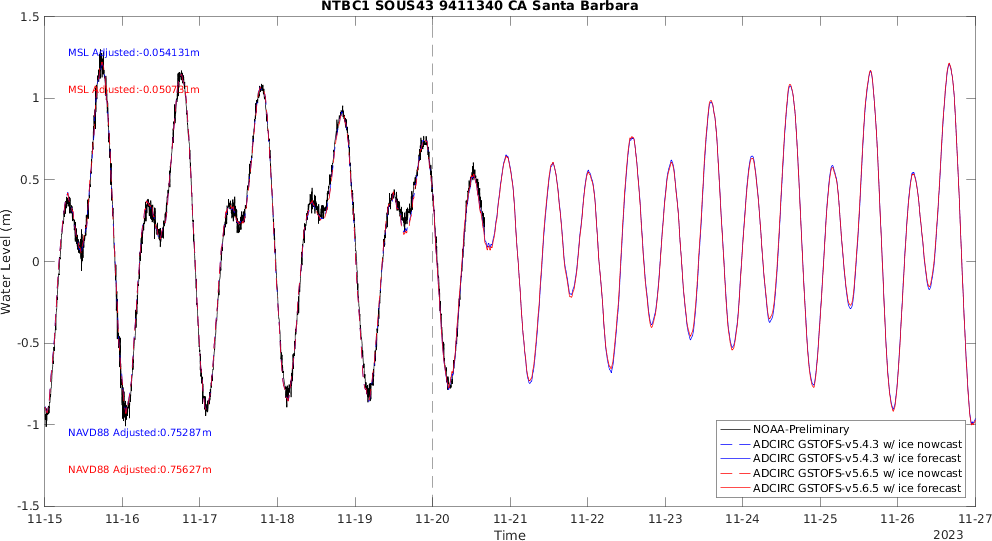 NTBC1 SOUS43 9411340 CA Santa Barbara
1.5
1
0.5
0
-0.5
-1
-1.5
Water Level (m)
MSL Adjusted:-0.054131m
MSL Adjusted:-0.050731m
NAVD88 Adjusted:0.75287m
NAVD88 Adjusted:0.75627m
NOAA-Preliminary
ADCIRC GSTOFS-v5.4.3 w/ ice nowcast
ADCIRC GSTOFS-v5.4.3 w/ ice forecast
ADCIRC GSTOFS-v5.6.5 w/ ice nowcast
ADCIRC GSTOFS-v5.6.5 w/ ice forecast
11-15 11-16 11-17 11-18 11-19 11-20 11-21 11-22 11-23 11-24 11-25 11-26 11-27
Time
2023